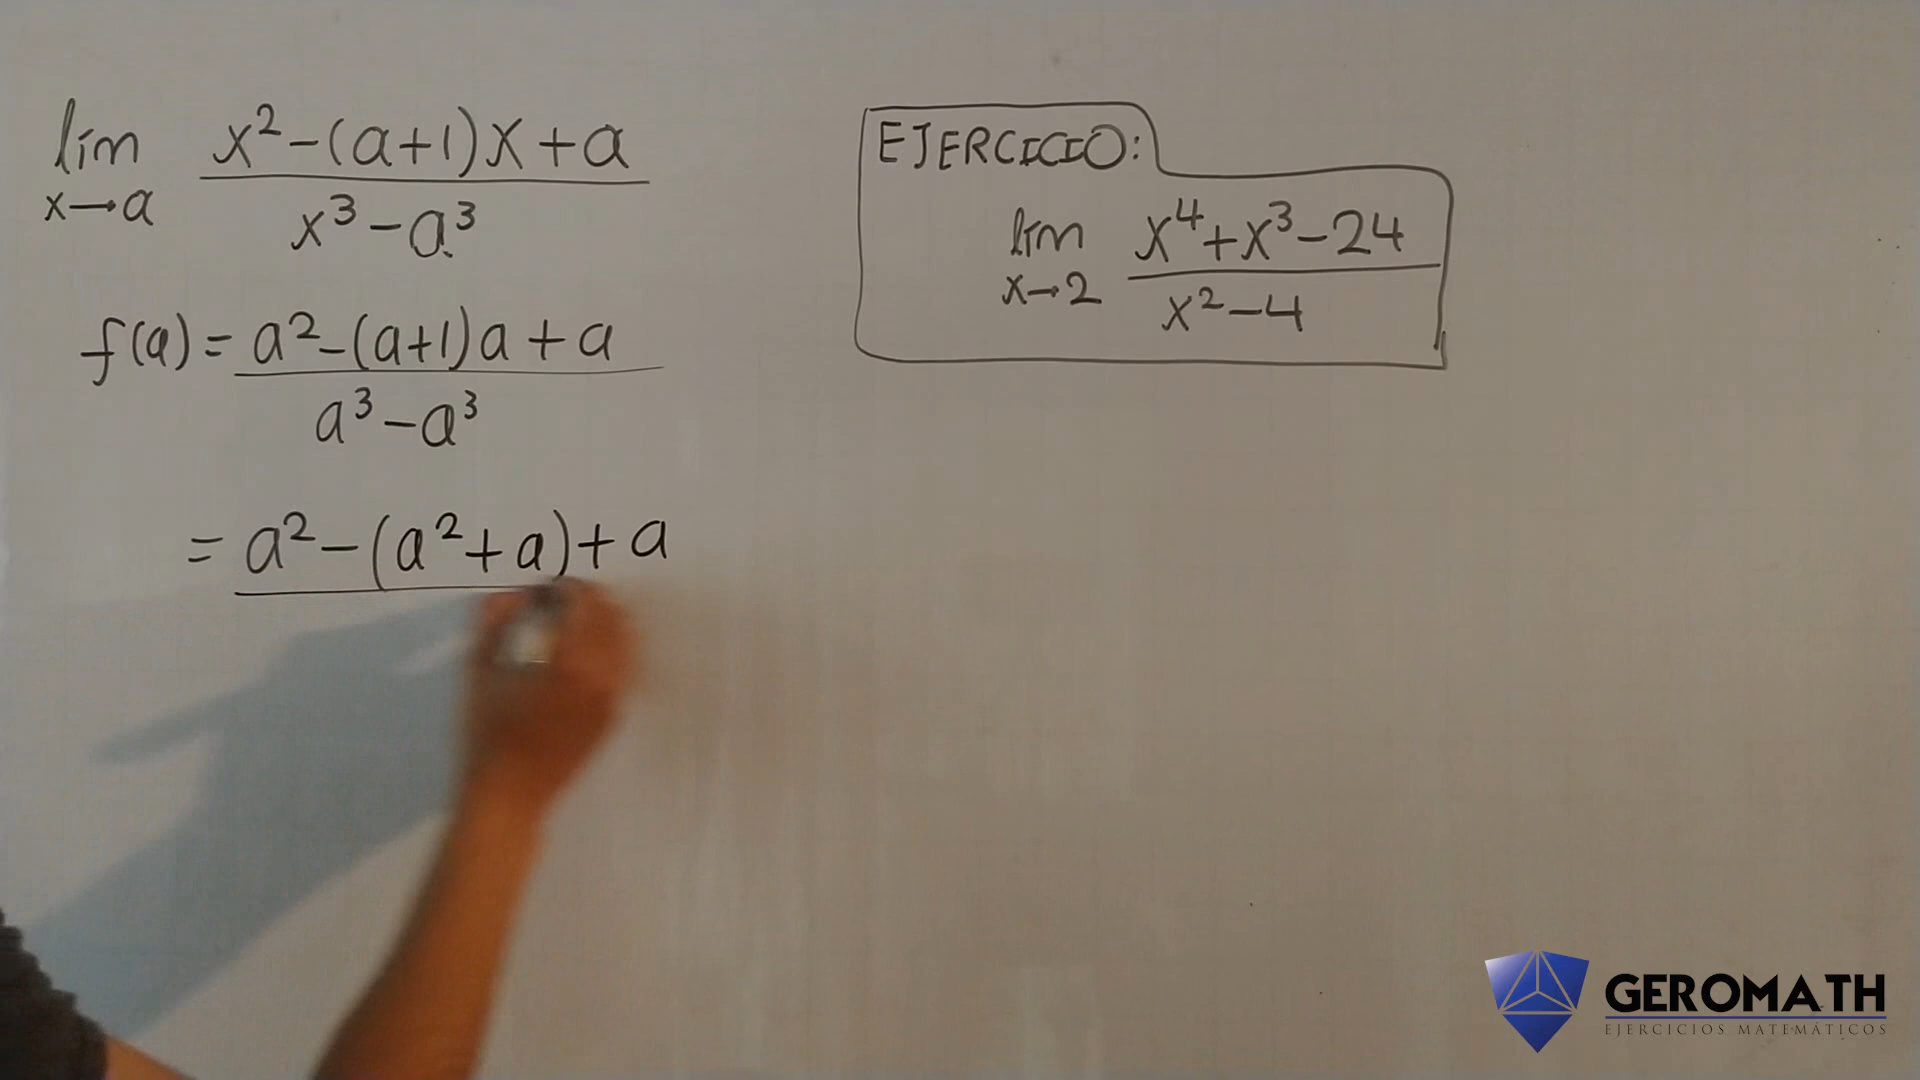 lím x→a (x² - (a+1)x + a) / (x³ - a³)
f(a) = (a² - (a+1)a + a) / (a³ - a³)
= a² - (a² + a) + a
EJERCICIO:
lím x→2 (x⁴ + x³ - 24) / (x² - 4)
GEROMATH
EJERCICIOS MATEMÁTICOS